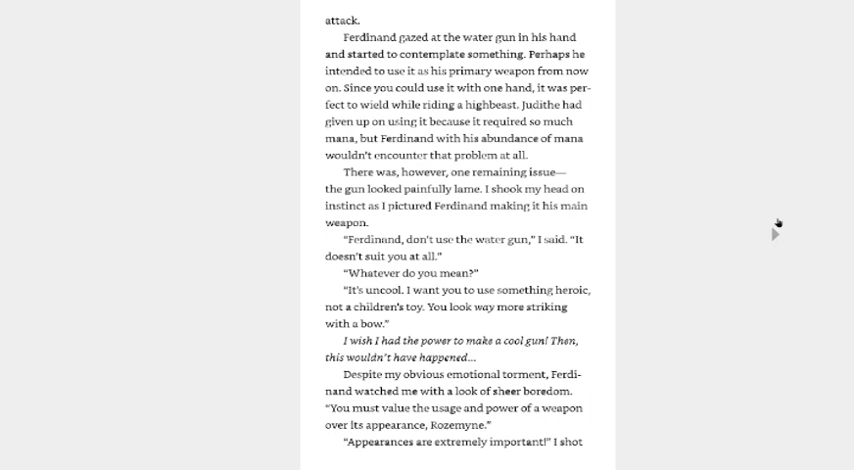 attack.
Ferdinand gazed at the water gun in his hand
and started to contemplate something. Perhaps he
intended to use it as his primary weapon from now
on. Since you could use it with one hand, it was per-
fect to wield while riding a highbeast. Judithe had
given up on using it because it required so much
mana, but Ferdinand with his abundance of mana
wouldn't encounter that problem at all.
There was, however, one remaining issue—
the gun looked painfully lame. I shook my head on
instinct as I pictured Ferdinand making it his main
weapon.
“Ferdinand, don't use the water gun,” I said. “It
doesn't suit you at all.”
“Whatever do you mean?”
“It's uncool. I want you to use something heroic,
not a children's toy. You look way more striking
with a bow.”
I wish I had the power to make a cool gun! Then,
this wouldn't have happened...
Despite my obvious emotional torment, Ferdi-
nand watched me with a look of sheer boredom.
“You must value the usage and power of a weapon
over its appearance, Rozemyne.”
“Appearances are extremely important!” I shot